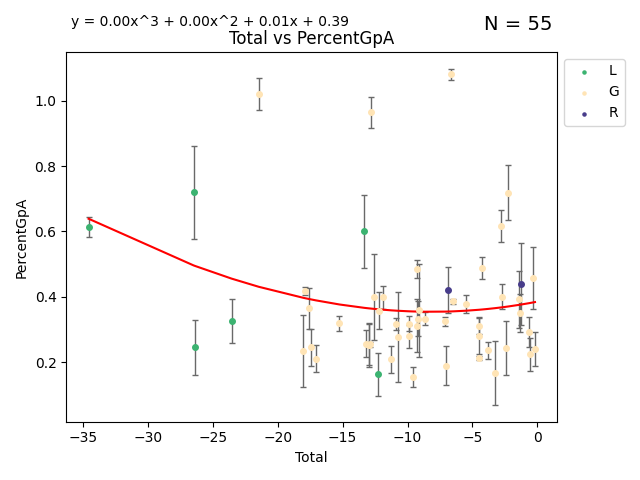 y = 0.00x^3 + 0.00x^2 + 0.01x + 0.39
N = 55
Total vs PercentGpA
L
G
R
PercentGpA
1.0
0.8
0.6
0.4
0.2
−35 −30 −25 −20 −15 −10 −5 0
Total